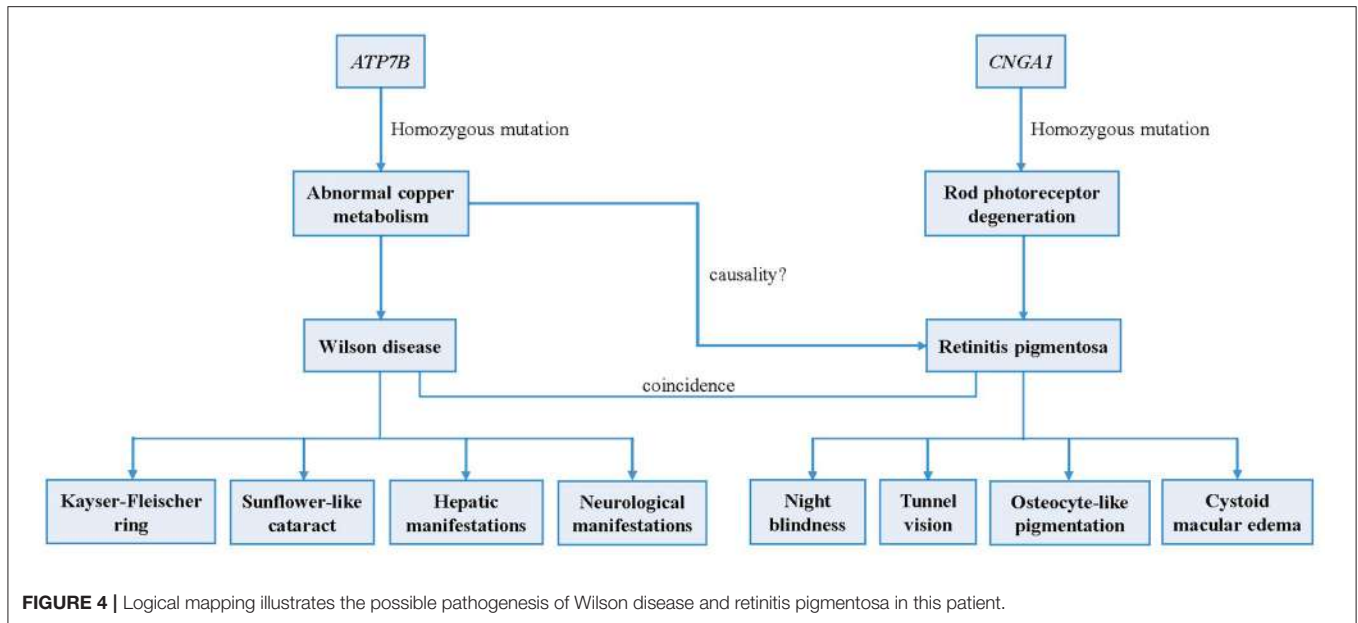 ATP7B
CNGA1
Homozygous mutation
Homozygous mutation
Abnormal copper
metabolism
Rod photoreceptor
degeneration
causality?
Wilson disease
Retinitis pigmentosa
coincidence
Kayser-Fleischer
ring
Sunflower-like
cataract
Hepatic
manifestations
Neurological
manifestations
Night
blindness
Tunnel
vision
Osteocyte-like
pigmentation
Cystoid
macular edema
FIGURE 4 | Logical mapping illustrates the possible pathogenesis of Wilson disease and retinitis pigmentosa in this patient.